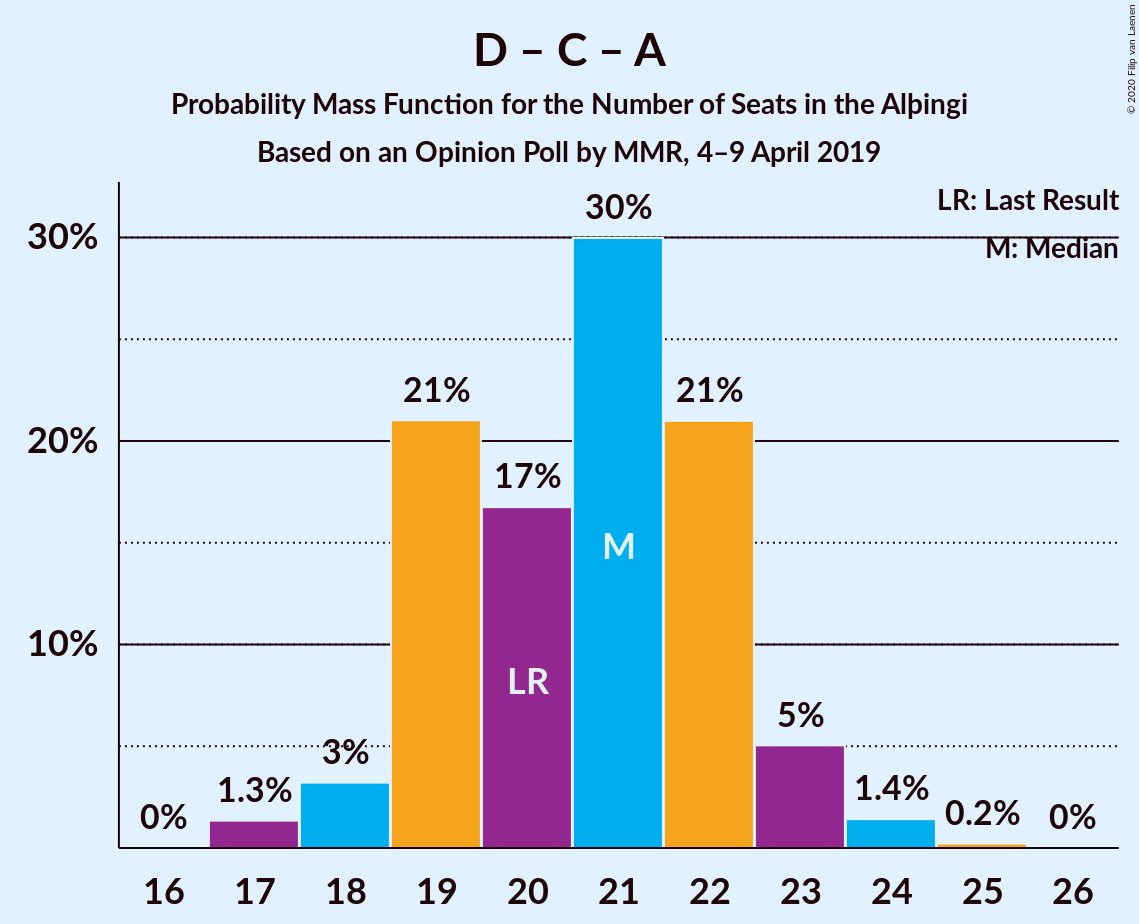 D – C – A
Probability Mass Function for the Number of Seats in the Alþingi
Based on an Opinion Poll by MMR, 4–9 April 2019
© 2020 Filip van Laenen
LR: Last Result
M: Median
30%
20%
10%
0%
1.3%
3%
21%
17%
30%
21%
5%
1.4%
0.2%
0%
LR
M
16 17 18 19 20 21 22 23 24 25 26